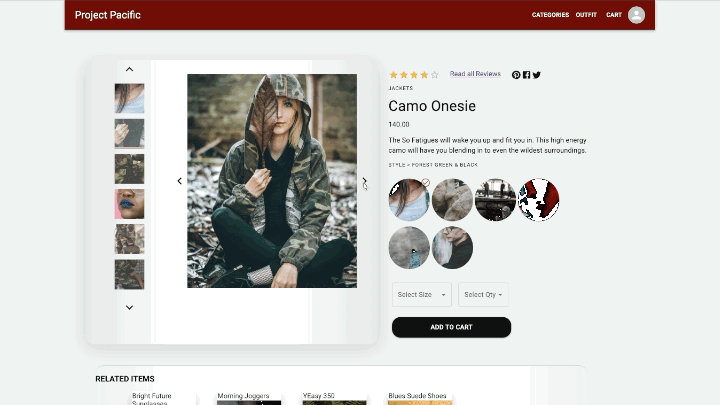 Project Pacific
CATEGORIES OUTFIT CART
Read all Reviews
JACKETS
Camo Onesie
140.00
The So Fatigues will wake you up and fit you in. This high energy
camo will have you blending in to even the wildest surroundings.
STYLE > FOREST GREEN & BLACK
Select Size Select Qty
ADD TO CART
RELATED ITEMS
Bright Future Morning Joggers YEasy 350 Blues Suede Shoes
Sunglasses